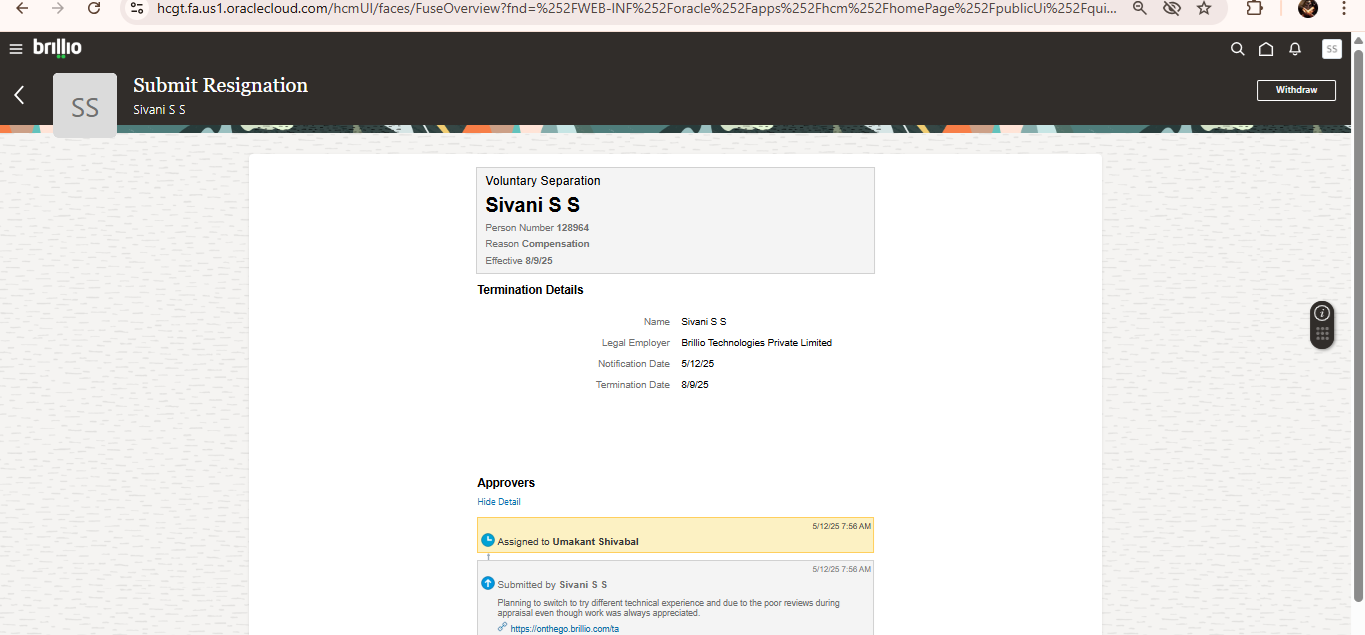 hcgt.fa.us1.oraclecloud.com/hcmUI/faces/FuseOverview?fnd=%252FWEB-INF%252Foracle%252Fapps%252Fhcm%252FhomePage%252FpublicUi%252Fqui...
brillio
SS
SS
Submit Resignation
Sivani S S
Withdraw
Voluntary Separation
Sivani S S
Person Number 128964
Reason Compensation
Effective 8/9/25
Termination Details
Name Sivani S S
Legal Employer Brillio Technologies Private Limited
Notification Date 5/12/25
Termination Date 8/9/25
Approvers
Hide Detail
5/12/25 7:56 AM
Assigned to Umakant Shivabal
5/12/25 7:56 AM
Submitted by Sivani S S
Planning to switch to try different technical experience and due to the poor reviews during
appraisal even though work was always appreciated.
https://onthego.brillio.com/ta